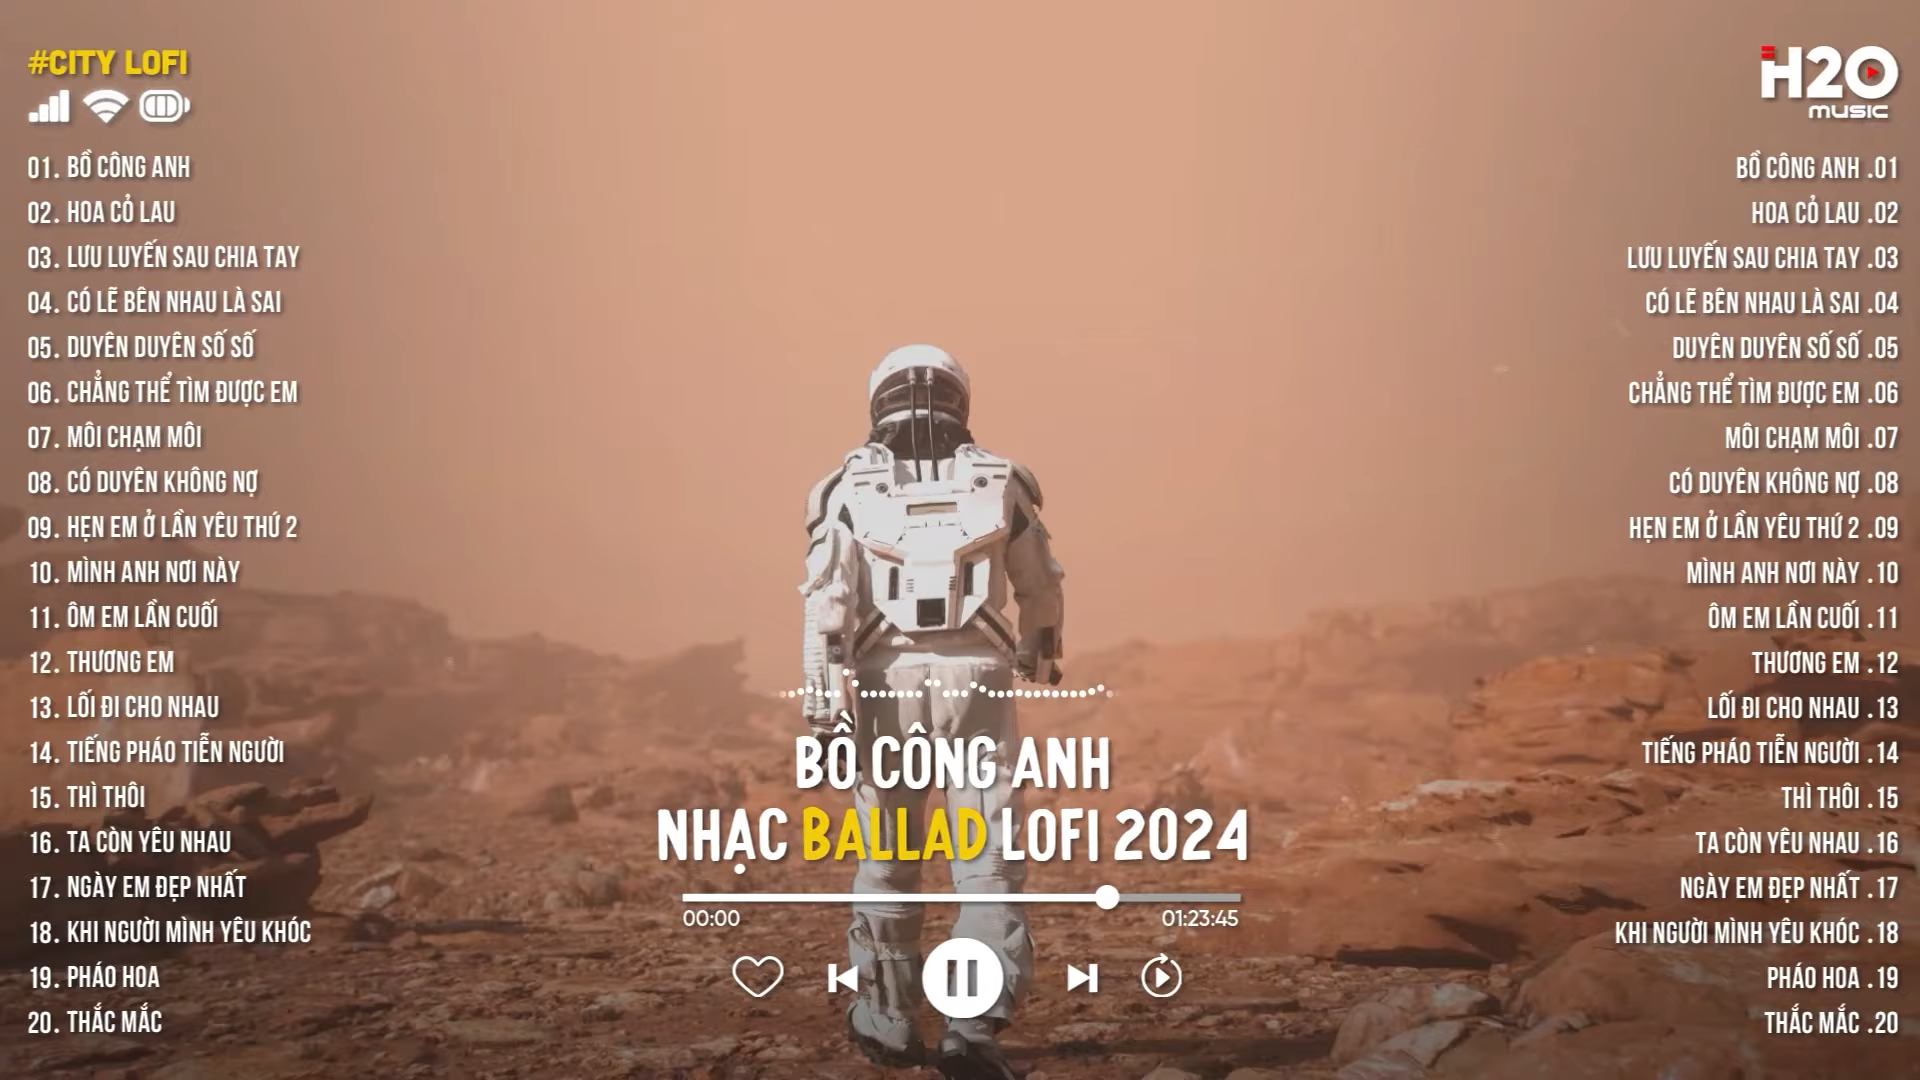 #CITY LOFI
H2O
MUSIC
01. BỒ CÔNG ANH
02. HOA CỎ LAU
03. LƯU LUYẾN SAU CHIA TAY
04. CÓ LẼ BÊN NHAU LÀ SAI
05. DUYÊN DUYÊN SỐ SỐ
06. CHẲNG THỂ TÌM ĐƯỢC EM
07. MÔI CHẠM MÔI
08. CÓ DUYÊN KHÔNG NỢ
09. HẸN EM Ở LẦN YÊU THỨ 2
10. MÌNH ANH NƠI NÀY
11. ÔM EM LẦN CUỐI
12. THƯƠNG EM
13. LỐI ĐI CHO NHAU
14. TIẾNG PHÁO TIỄN NGƯỜI
15. THÌ THÔI
16. TA CÒN YÊU NHAU
17. NGÀY EM ĐẸP NHẤT
18. KHI NGƯỜI MÌNH YÊU KHÓC
19. PHÁO HOA
20. THẮC MẮC
BỒ CÔNG ANH
NHẠC BALLAD LOFI 2024
00:00
01:23:45
BỒ CÔNG ANH .01
HOA CỎ LAU .02
LƯU LUYẾN SAU CHIA TAY .03
CÓ LẼ BÊN NHAU LÀ SAI .04
DUYÊN DUYÊN SỐ SỐ .05
CHẲNG THỂ TÌM ĐƯỢC EM .06
MÔI CHẠM MÔI .07
CÓ DUYÊN KHÔNG NỢ .08
HẸN EM Ở LẦN YÊU THỨ 2 .09
MÌNH ANH NƠI NÀY .10
ÔM EM LẦN CUỐI .11
THƯƠNG EM .12
LỐI ĐI CHO NHAU .13
TIẾNG PHÁO TIỄN NGƯỜI .14
THÌ THÔI .15
TA CÒN YÊU NHAU .16
NGÀY EM ĐẸP NHẤT .17
KHI NGƯỜI MÌNH YÊU KHÓC .18
PHÁO HOA .19
THẮC MẮC .20